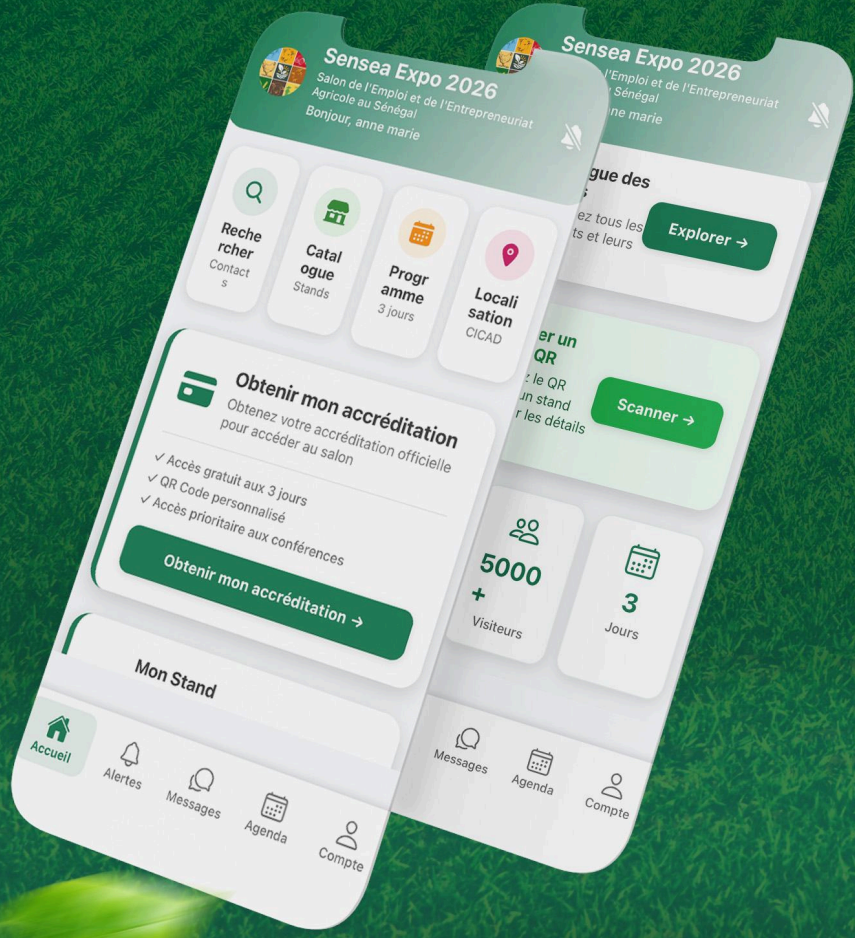 Sensea Expo 2026
Salon de l'Emploi et de l'Entrepreneuriat
Agricole au Sénégal
Bonjour, anne marie
Reche
rcher
Contact
s
Catal
ogue
Stands
Progr
amme
3 jours
Locali
sation
CICAD
Obtenir mon accréditation
Obtenez votre accréditation officielle
pour accéder au salon
✓ Accès gratuit aux 3 jours
✓ QR Code personnalisé
✓ Accès prioritaire aux conférences
Obtenir mon accréditation →
Mon Stand
Accueil
Alertes
Messages
Agenda
Compte
Sensea Expo 2026
l'Emploi et de l'Entrepreneuriat
Sénégal
ne marie
gue des
ez tous les
ts et leurs
Explorer →
er un
QR
z le QR
un stand
r les détails
Scanner →
5000
+
Visiteurs
3
Jours
Messages
Agenda
Compte